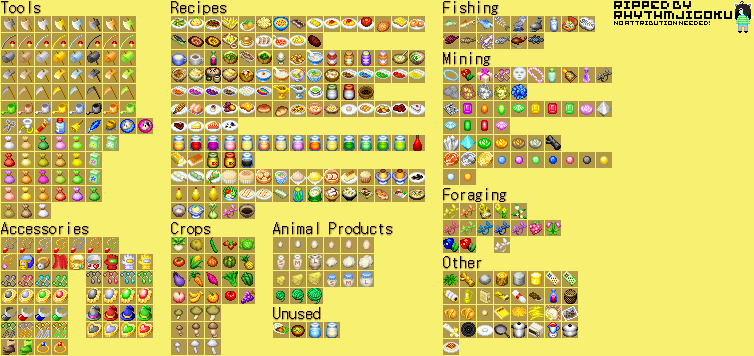 Tools
Recipes
Fishing
RIPPED BY
RHYTHMJIGOKU
NO ATTRIBUTION NEEDED!
Mining
Foraging
Accessories
Crops
Animal Products
Other
Unused